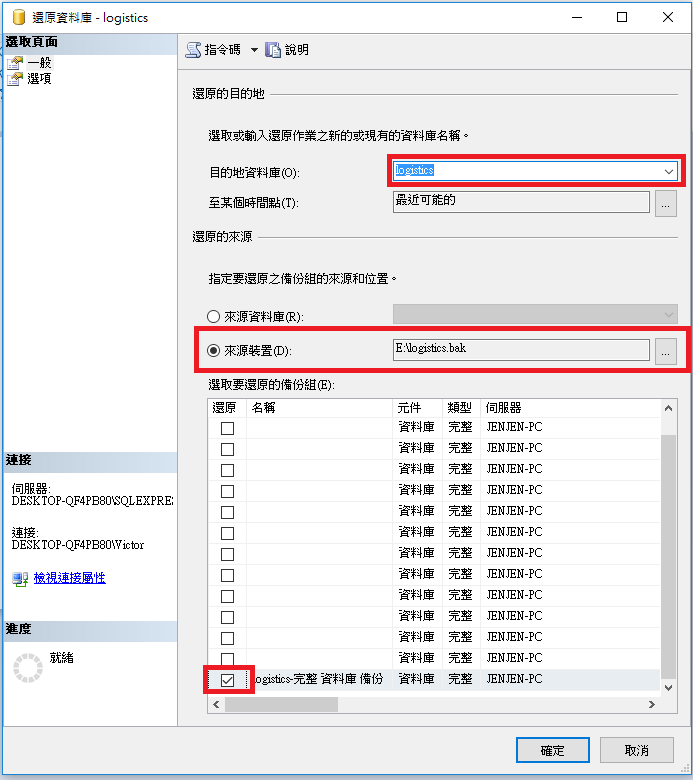 還原資料庫 - logistics
選取頁面
一般
選項
指令碼
說明
還原的目的地
選取或輸入還原作業之新的或現有的資料庫名稱。
目的地資料庫(O):
logistics
至某個時間點(T):
最近可能的
...
還原的來源
指定要還原之備份組的來源和位置。
來源資料庫(R):
來源裝置(D):
E:\logistics.bak
...
選取要還原的備份組(E):
還原 名稱 元件 類型 伺服器
資料庫 完整 JENJEN-PC
資料庫 完整 JENJEN-PC
資料庫 完整 JENJEN-PC
資料庫 完整 JENJEN-PC
資料庫 完整 JENJEN-PC
資料庫 完整 JENJEN-PC
資料庫 完整 JENJEN-PC
資料庫 完整 JENJEN-PC
資料庫 完整 JENJEN-PC
資料庫 完整 JENJEN-PC
資料庫 完整 JENJEN-PC
資料庫 完整 JENJEN-PC
logistics-完整 資料庫 備份 資料庫 完整 JENJEN-PC
連接
伺服器:
DESKTOP-QF4PB80\SQLEXPRES
連接:
DESKTOP-QF4PB80\Victor
檢視連接屬性
進度
就緒
確定
取消